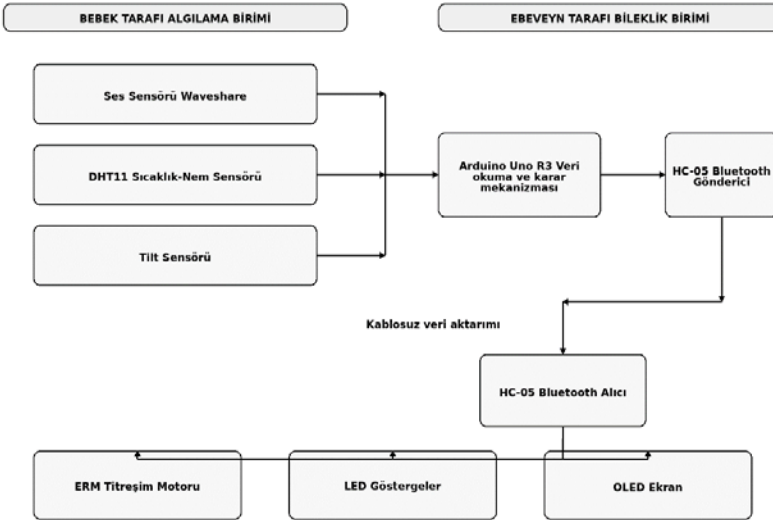 BEBEK TARAFI ALGILAMA BİRİMİ
EBEVEYN TARAFI BİLEKLİK BİRİMİ
Ses Sensörü Waveshare
DHT11 Sıcaklık-Nem Sensörü
Tilt Sensörü
Arduino Uno R3 Veri
okuma ve karar
mekanizması
HC-05 Bluetooth
Gönderici
Kablosuz veri aktarımı
HC-05 Bluetooth Alıcı
ERM Titreşim Motoru
LED Göstergeler
OLED Ekran